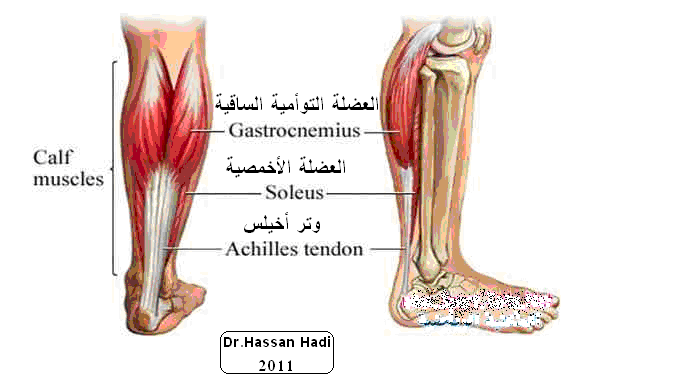 العضلة التوأمية الساقية
Gastrocnemius
Calf
muscles
العضلة الأخمصية
Soleus
وتر أخيلس
Achilles tendon
Dr.Hassan Hadi
2011